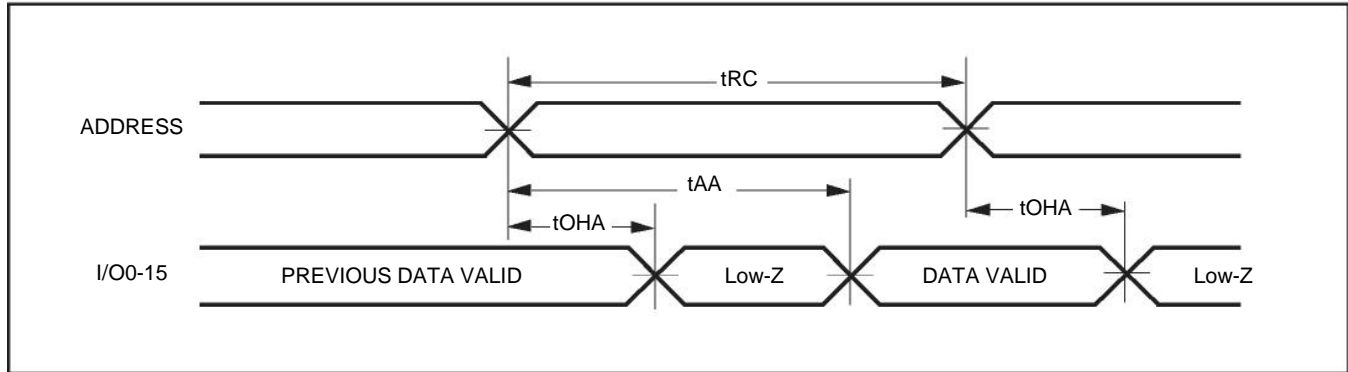 tRC
ADDRESS
tAA
tOHA
tOHA
I/O0-15
PREVIOUS DATA VALID
Low-Z
DATA VALID
Low-Z